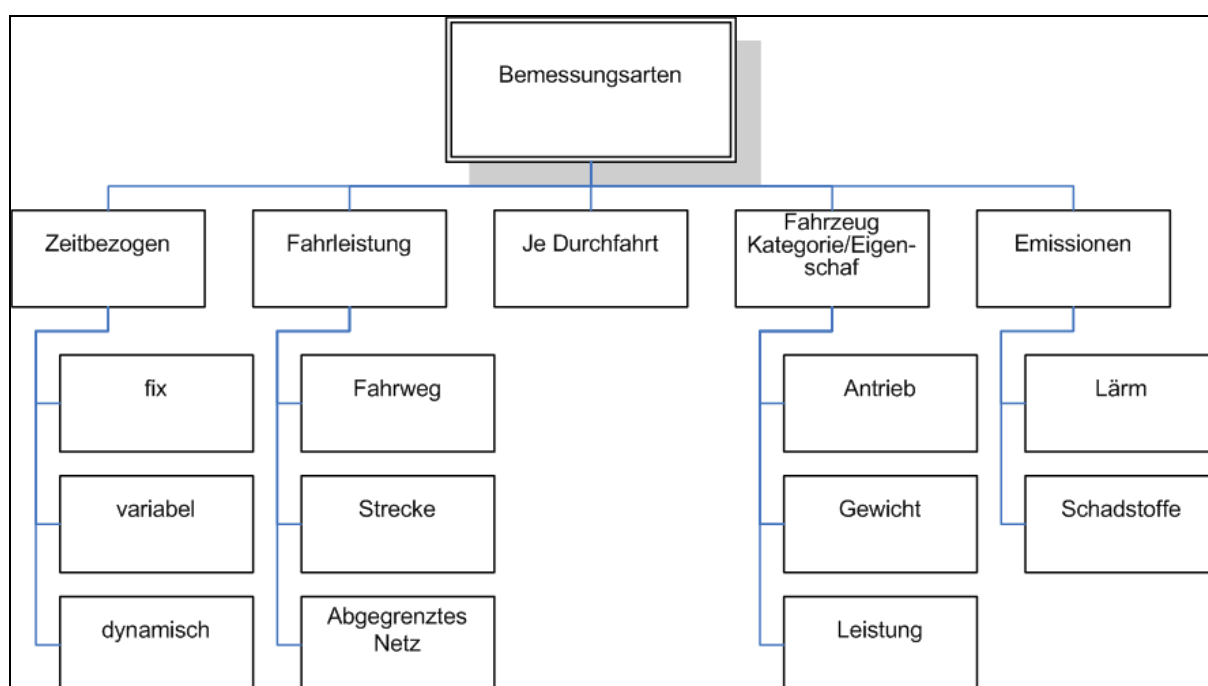 Bemessungsarten
Zeitbezogen
Fahrleistung
Je Durchfahrt
Fahrzeug
Kategorie/Eigen-
schaf
Emissionen
fix
Fahrweg
Antrieb
Lärm
variabel
Strecke
Gewicht
Schadstoffe
dynamisch
Abgegrenztes
Netz
Leistung